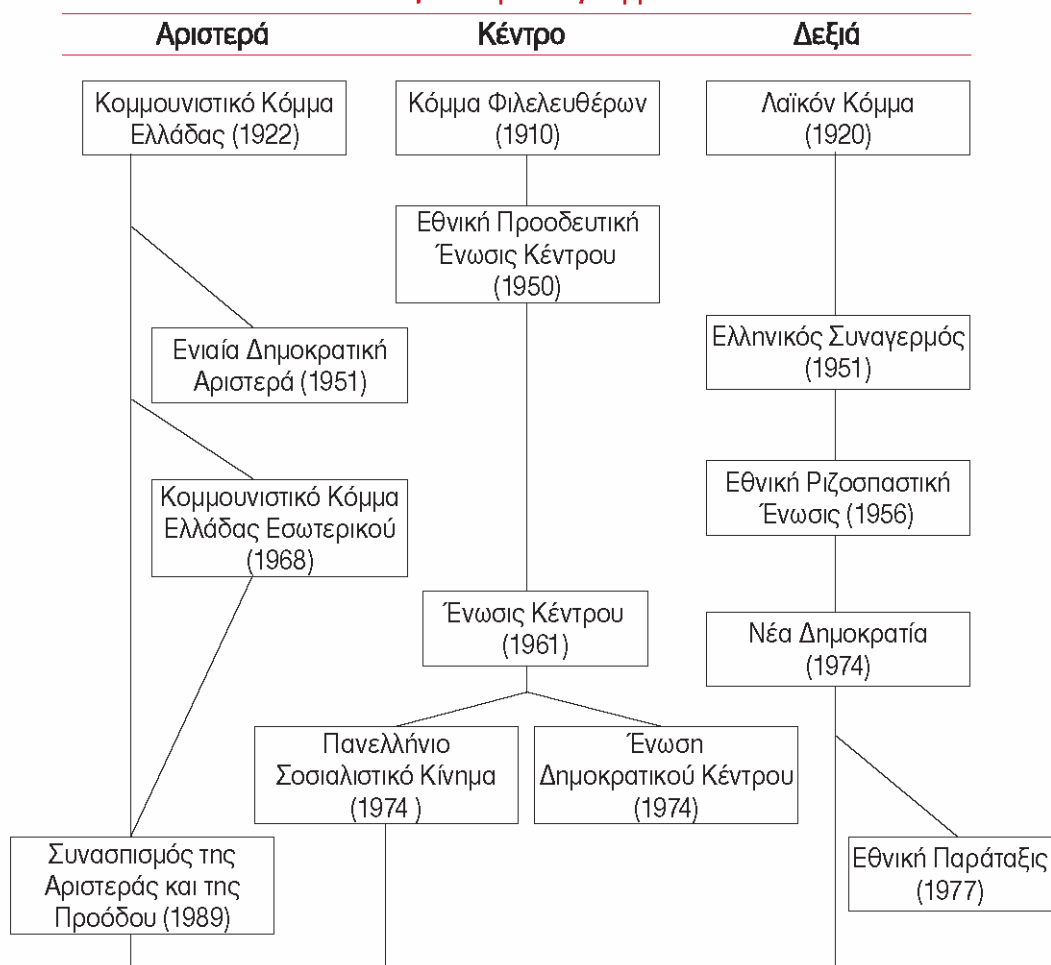 Αριστερά
Κέντρο
Δεξιά
Κομμουνιστικό Κόμμα
Ελλάδας (1922)
Κόμμα Φιλελευθέρων
(1910)
Λαϊκόν Κόμμα
(1920)
Εθνική Προοδευτική
Ένωσις Κέντρου
(1950)
Ενιαία Δημοκρατική
Αριστερά (1951)
Ελληνικός Συναγερμός
(1951)
Κομμουνιστικό Κόμμα
Ελλάδας Εσωτερικού
(1968)
Εθνική Ριζοσπαστική
Ένωσις (1956)
Ένωσις Κέντρου
(1961)
Νέα Δημοκρατία
(1974)
Πανελλήνιο
Σοσιαλιστικό Κίνημα
(1974 )
Ένωση
Δημοκρατικού Κέντρου
(1974)
Συνασπισμός της
Αριστεράς και της
Προόδου (1989)
Εθνική Παράταξις
(1977)